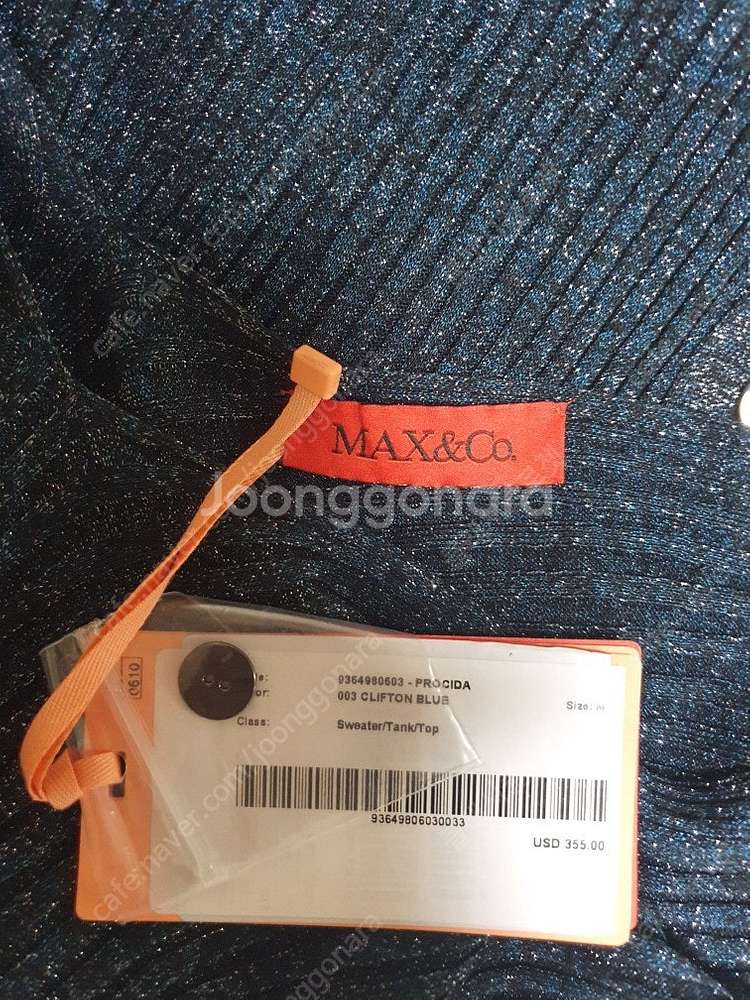 MAX&Co.
Joonggonara
0610
9364980603 - PROCIDA
003 CLIFTON BLUE
Size: M
Class:
Sweater/Tank/Top
93649806030033
USD 355.00
cafe.naver.com/joonggonara